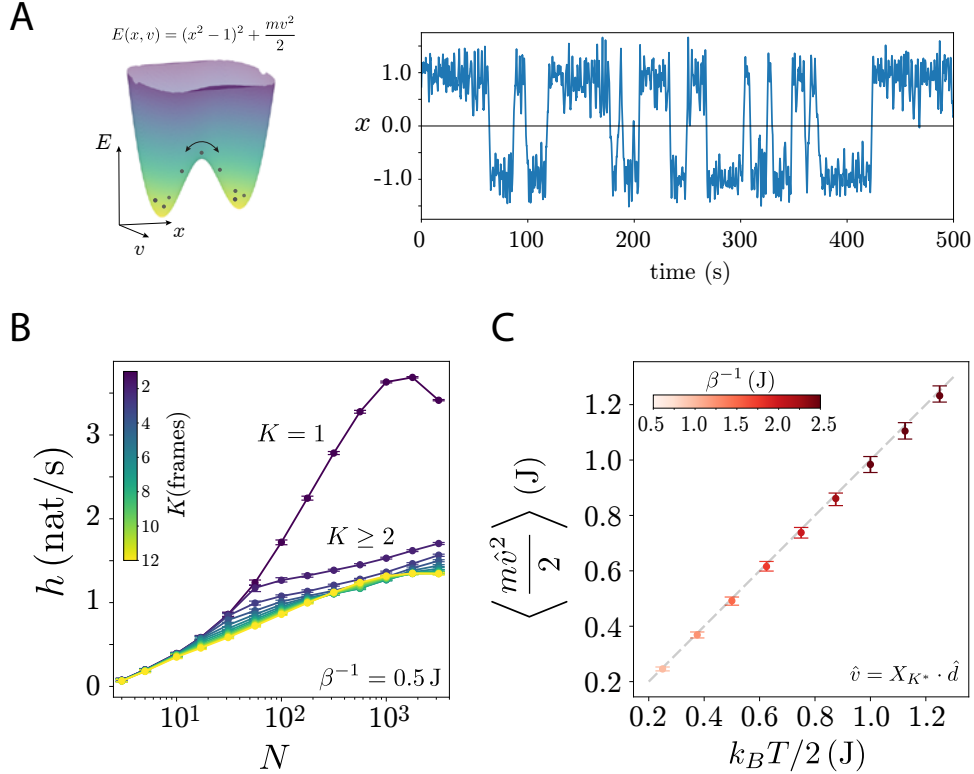 A
E(x, v) = (x² − 1)² + mv²/2
E
x
v
x
1.0
0.0
-1.0
0 100 200 300 400 500
time (s)
B
h (nat/s)
3
2
1
0
K(frames)
2
4
6
8
10
12
K = 1
K ≥ 2
β⁻¹ = 0.5 J
10¹ 10² 10³
N
C
⟨mv̂²/2⟩ (J)
1.2
1.0
0.8
0.6
0.4
0.2
β⁻¹ (J)
0.5 1.0 1.5 2.0 2.5
v̂ = X_{K*} · d̂
0.2 0.4 0.6 0.8 1.0 1.2
k_BT/2 (J)